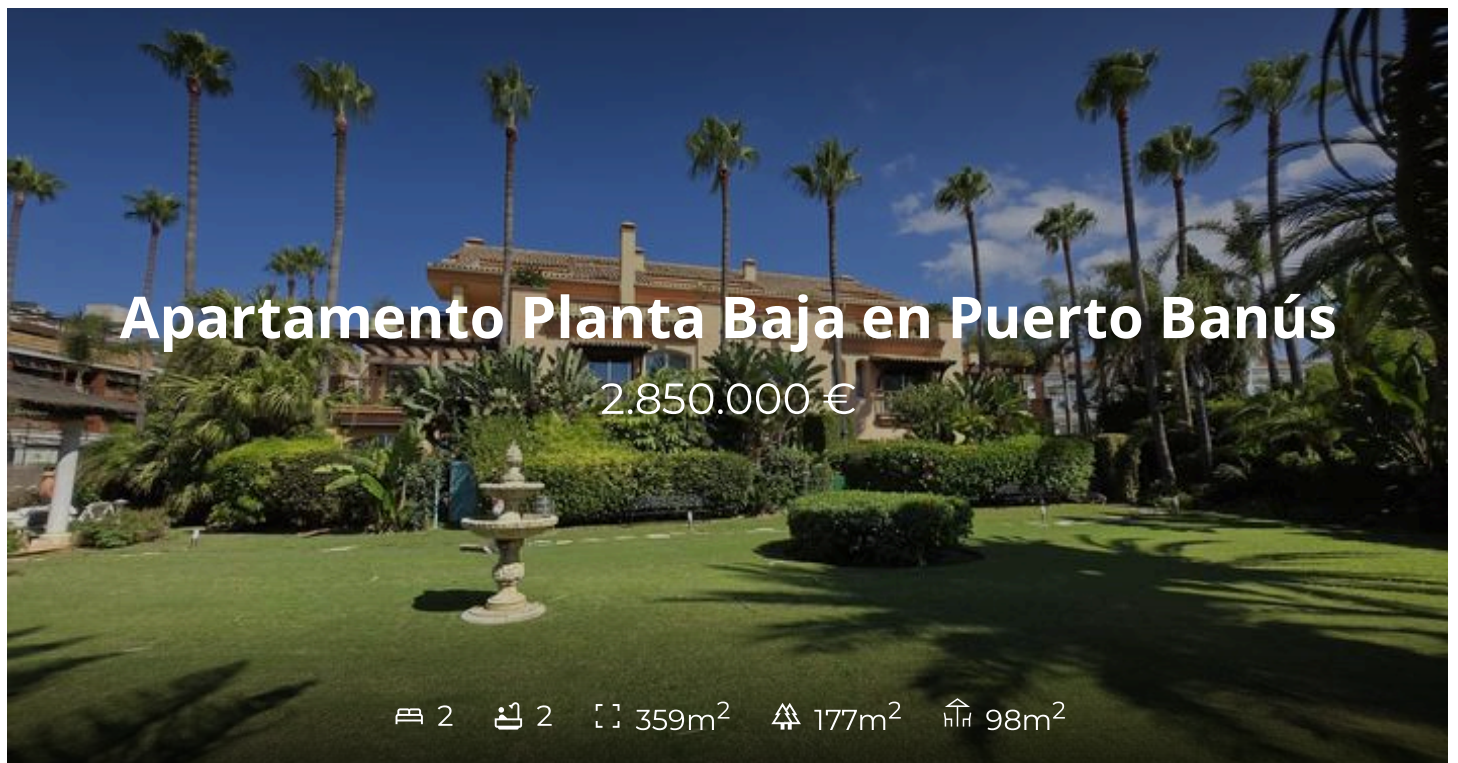 Apartamento Planta Baja en Puerto Banús
2.850.000 €
2 2 359m² 177m² 98m²